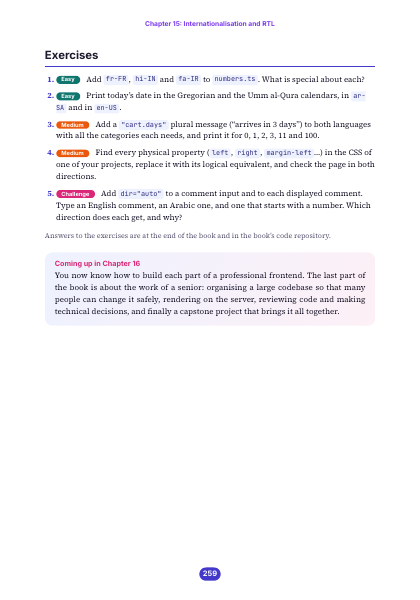 Chapter 15: Internationalisation and RTL
Exercises
1. Easy Add fr-FR, hi-IN and fa-IR to numbers.ts. What is special about each?
2. Easy Print today's date in the Gregorian and the Umm al-Qura calendars, in ar-
SA and in en-US.
3. Medium Add a "cart.days" plural message (“arrives in 3 days”) to both languages
with all the categories each needs, and print it for 0, 1, 2, 3, 11 and 100.
4. Medium Find every physical property (left, right, margin-left…) in the CSS of
one of your projects, replace it with its logical equivalent, and check the page in both
directions.
5. Challenge Add dir="auto" to a comment input and to each displayed comment.
Type an English comment, an Arabic one, and one that starts with a number. Which
direction does each get, and why?
Answers to the exercises are at the end of the book and in the book's code repository.
Coming up in Chapter 16
You now know how to build each part of a professional frontend. The last part of
the book is about the work of a senior: organising a large codebase so that many
people can change it safely, rendering on the server, reviewing code and making
technical decisions, and finally a capstone project that brings it all together.
259